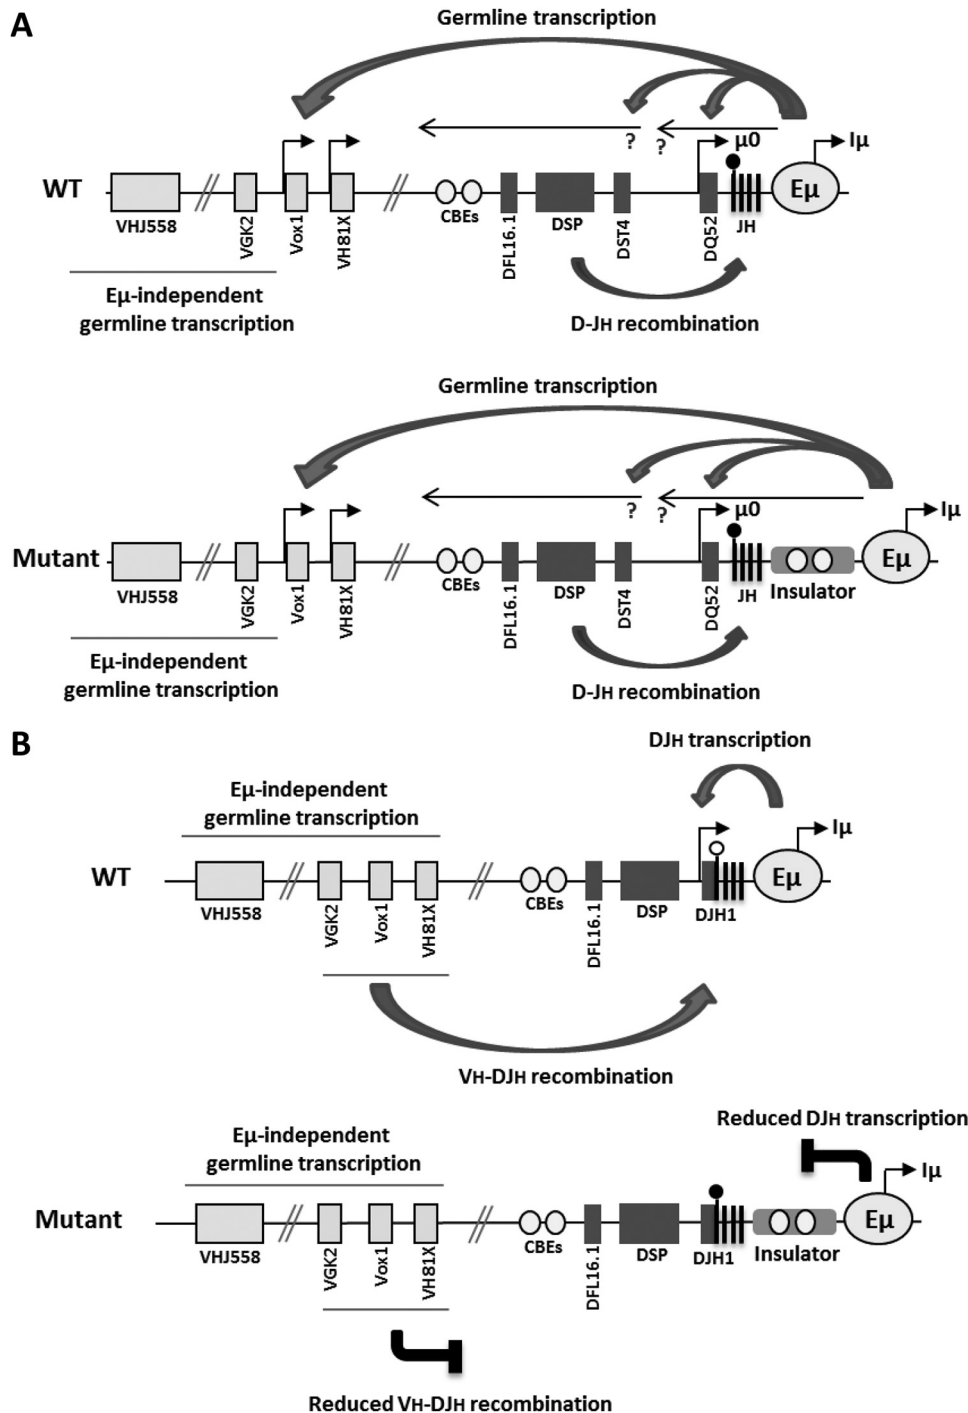 A
Germline transcription
? ? μ0 Iμ
WT Eμ
VHJ558 VGK2 Vox1 VH81X CBEs DFL16.1 DSP DST4 DQ52 JH
Eμ-independent
germline transcription
D-JH recombination
Germline transcription
? ? μ0 Iμ
Mutant Eμ
VHJ558 VGK2 Vox1 VH81X CBEs DFL16.1 DSP DST4 DQ52 JH Insulator
Eμ-independent
germline transcription
D-JH recombination
B
DJH transcription
Eμ-independent
germline transcription
Iμ
WT Eμ
VHJ558 VGK2 Vox1 VH81X CBEs DFL16.1 DSP DJH1
VH-DJH recombination
Reduced DJH transcription
Eμ-independent
germline transcription
Iμ
Mutant Eμ
VHJ558 VGK2 Vox1 VH81X CBEs DFL16.1 DSP DJH1 Insulator
Reduced VH-DJH recombination